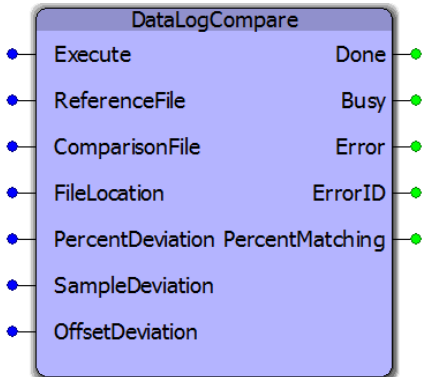 DataLogCompare
Execute Done
ReferenceFile Busy
ComparisonFile Error
FileLocation ErrorID
PercentDeviation PercentMatching
SampleDeviation
OffsetDeviation